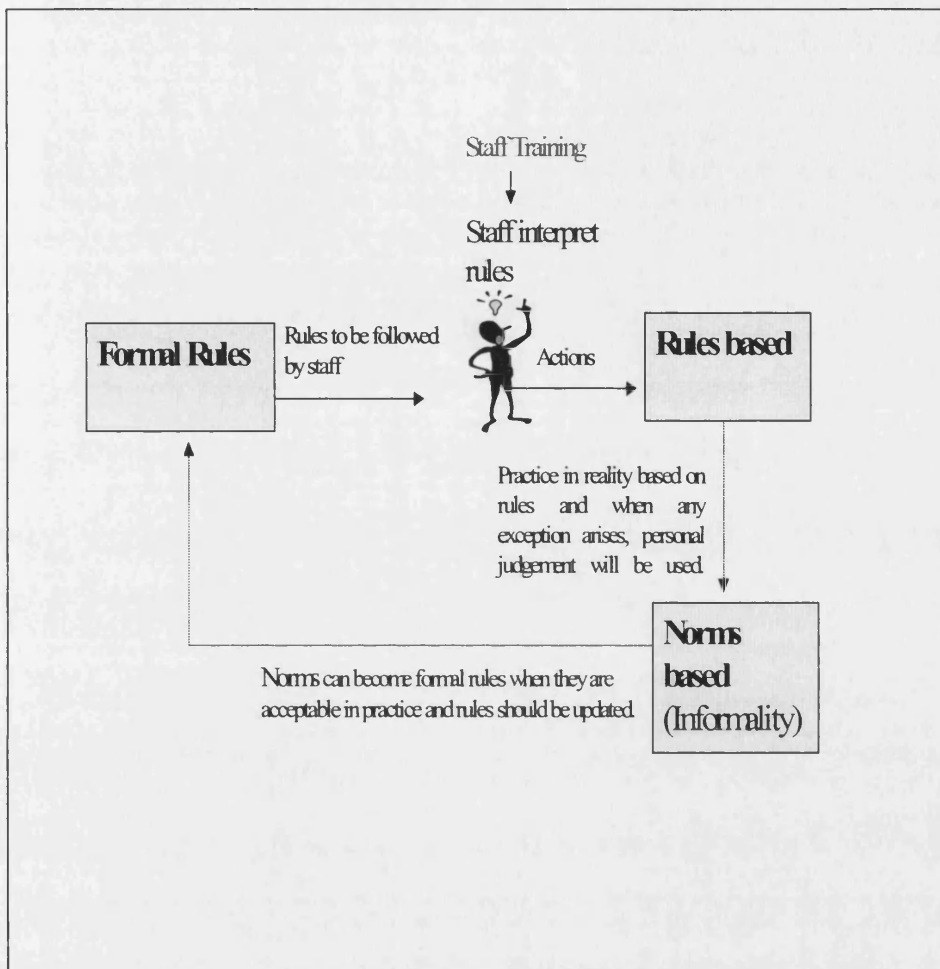 Staff Training
Staff interpret
rules
Formal Rules
Rules to be followed
by staff
Actions
Rules based
Practice in reality based on
rules and when any
exception arises, personal
judgement will be used.
Norms
based
(Informality)
Norms can become formal rules when they are
acceptable in practice and rules should be updated.